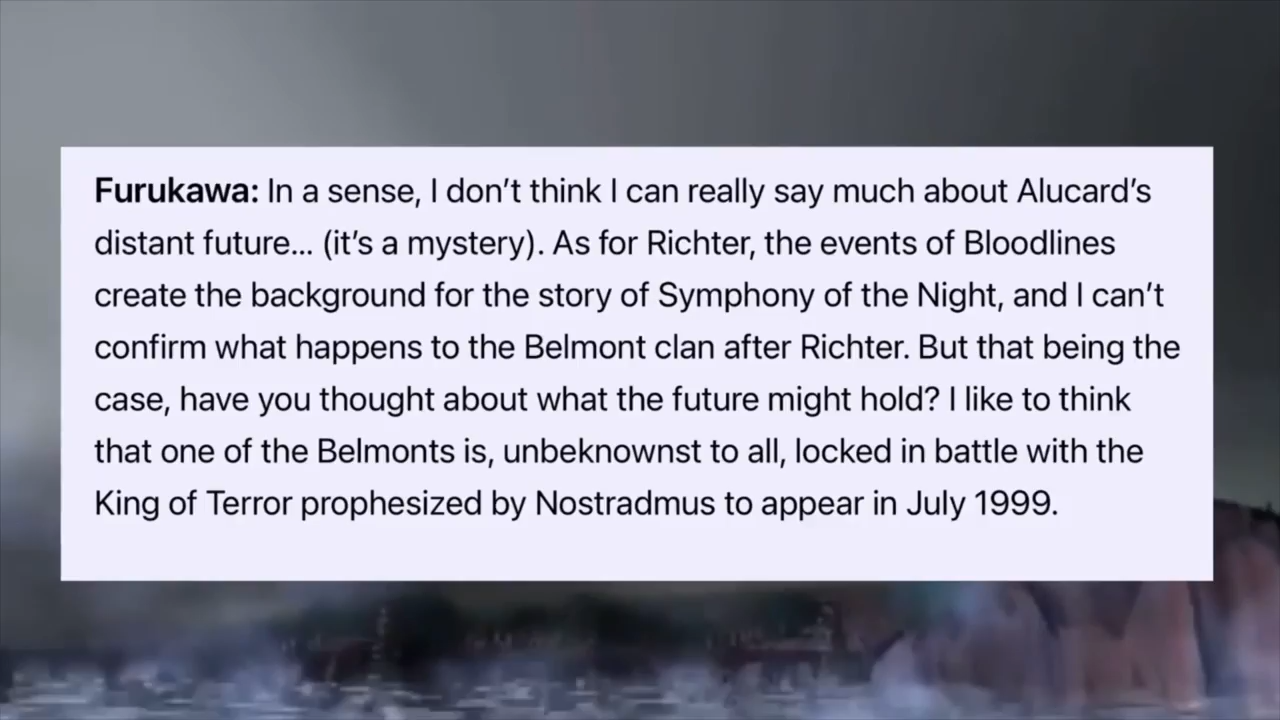 Furukawa: In a sense, I don’t think I can really say much about Alucard’s
distant future... (it’s a mystery). As for Richter, the events of Bloodlines
create the background for the story of Symphony of the Night, and I can’t
confirm what happens to the Belmont clan after Richter. But that being the
case, have you thought about what the future might hold? I like to think
that one of the Belmonts is, unbeknownst to all, locked in battle with the
King of Terror prophesized by Nostradmus to appear in July 1999.